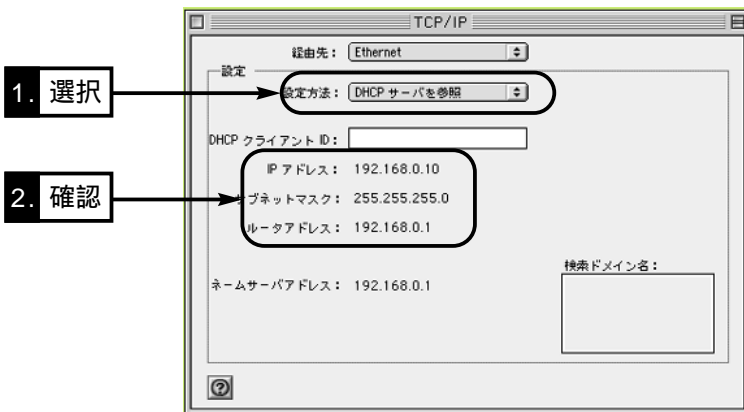 TCP/IP
経由先: Ethernet
設定
1. 選択
設定方法: DHCP サーバを参照
DHCP クライアント ID:
IP アドレス: 192.168.0.10
2. 確認
サブネットマスク: 255.255.255.0
ルータアドレス: 192.168.0.1
検索ドメイン名:
ネームサーバアドレス: 192.168.0.1
?